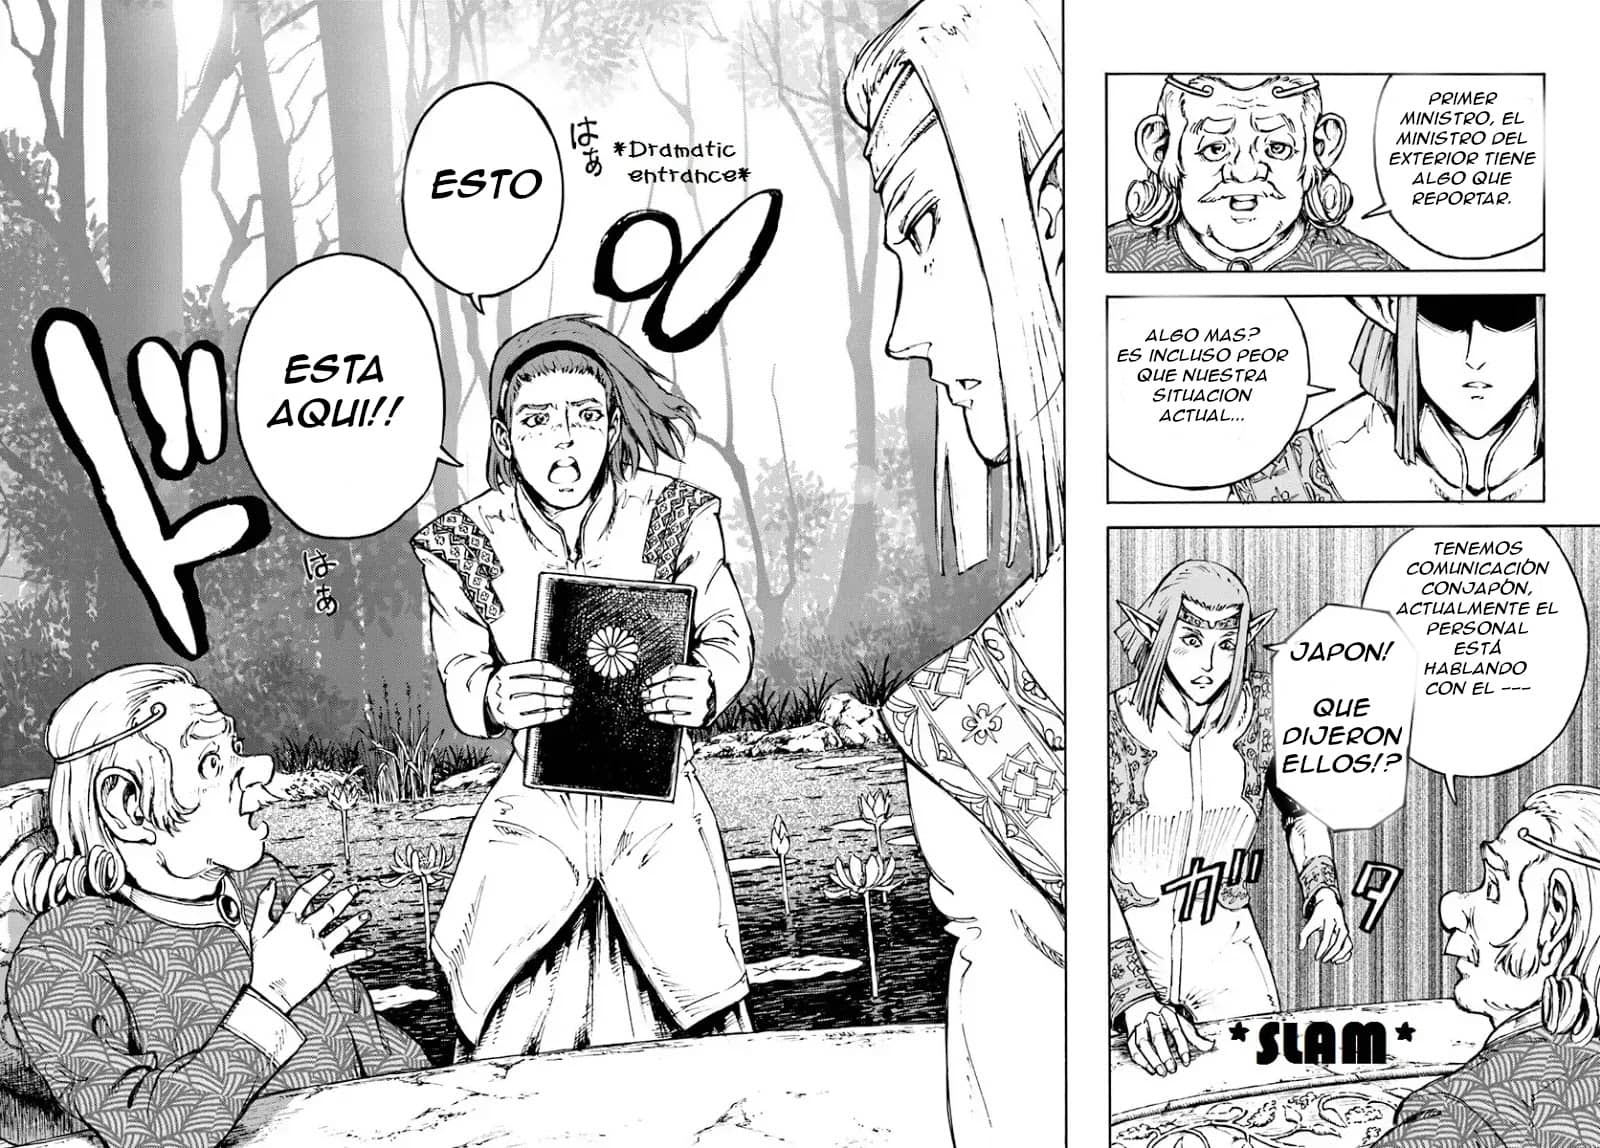 PRIMER
MINISTRO, EL
MINISTRO DEL
EXTERIOR TIENE
ALGO QUE
REPORTAR.
ALGO MAS?
ES INCLUSO PEOR
QUE NUESTRA
SITUACION
ACTUAL...
TENEMOS
COMUNICACIÓN
CONJAPÓN,
ACTUALMENTE EL
PERSONAL
ESTÁ
HABLANDO
CON EL ---
JAPON!
QUE
DIJERON
ELLOS!?
ガタ
*SLAM*
ESTO
はぁ
*Dramatic
entrance*
ドン
ESTA
AQUI!!
はぁ